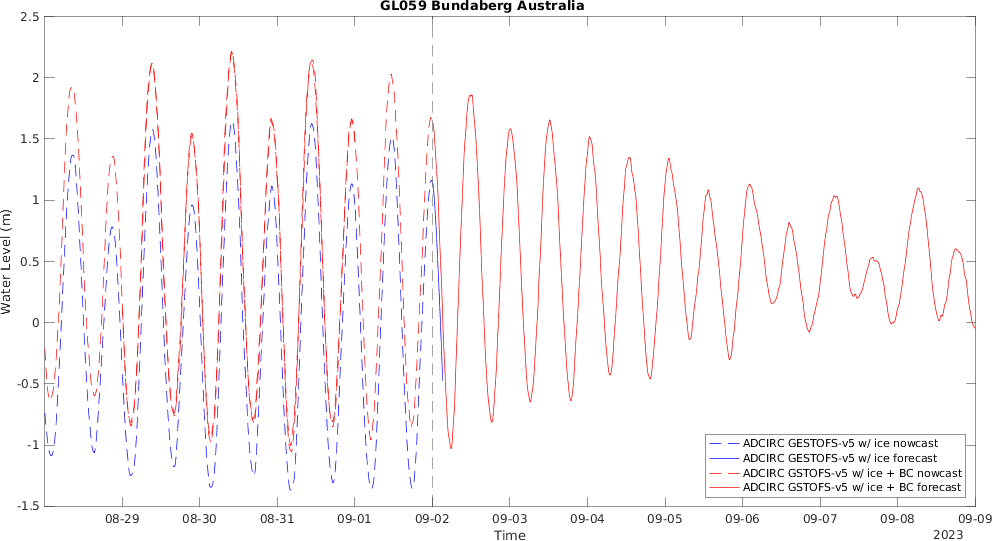 GL059 Bundaberg Australia
2.5
2
1.5
1
0.5
0
-0.5
-1
-1.5
Water Level (m)
ADCIRC GESTOFS-v5 w/ ice nowcast
ADCIRC GESTOFS-v5 w/ ice forecast
ADCIRC GSTOFS-v5 w/ ice + BC nowcast
ADCIRC GSTOFS-v5 w/ ice + BC forecast
08-29 08-30 08-31 09-01 09-02 09-03 09-04 09-05 09-06 09-07 09-08 09-09
Time
2023